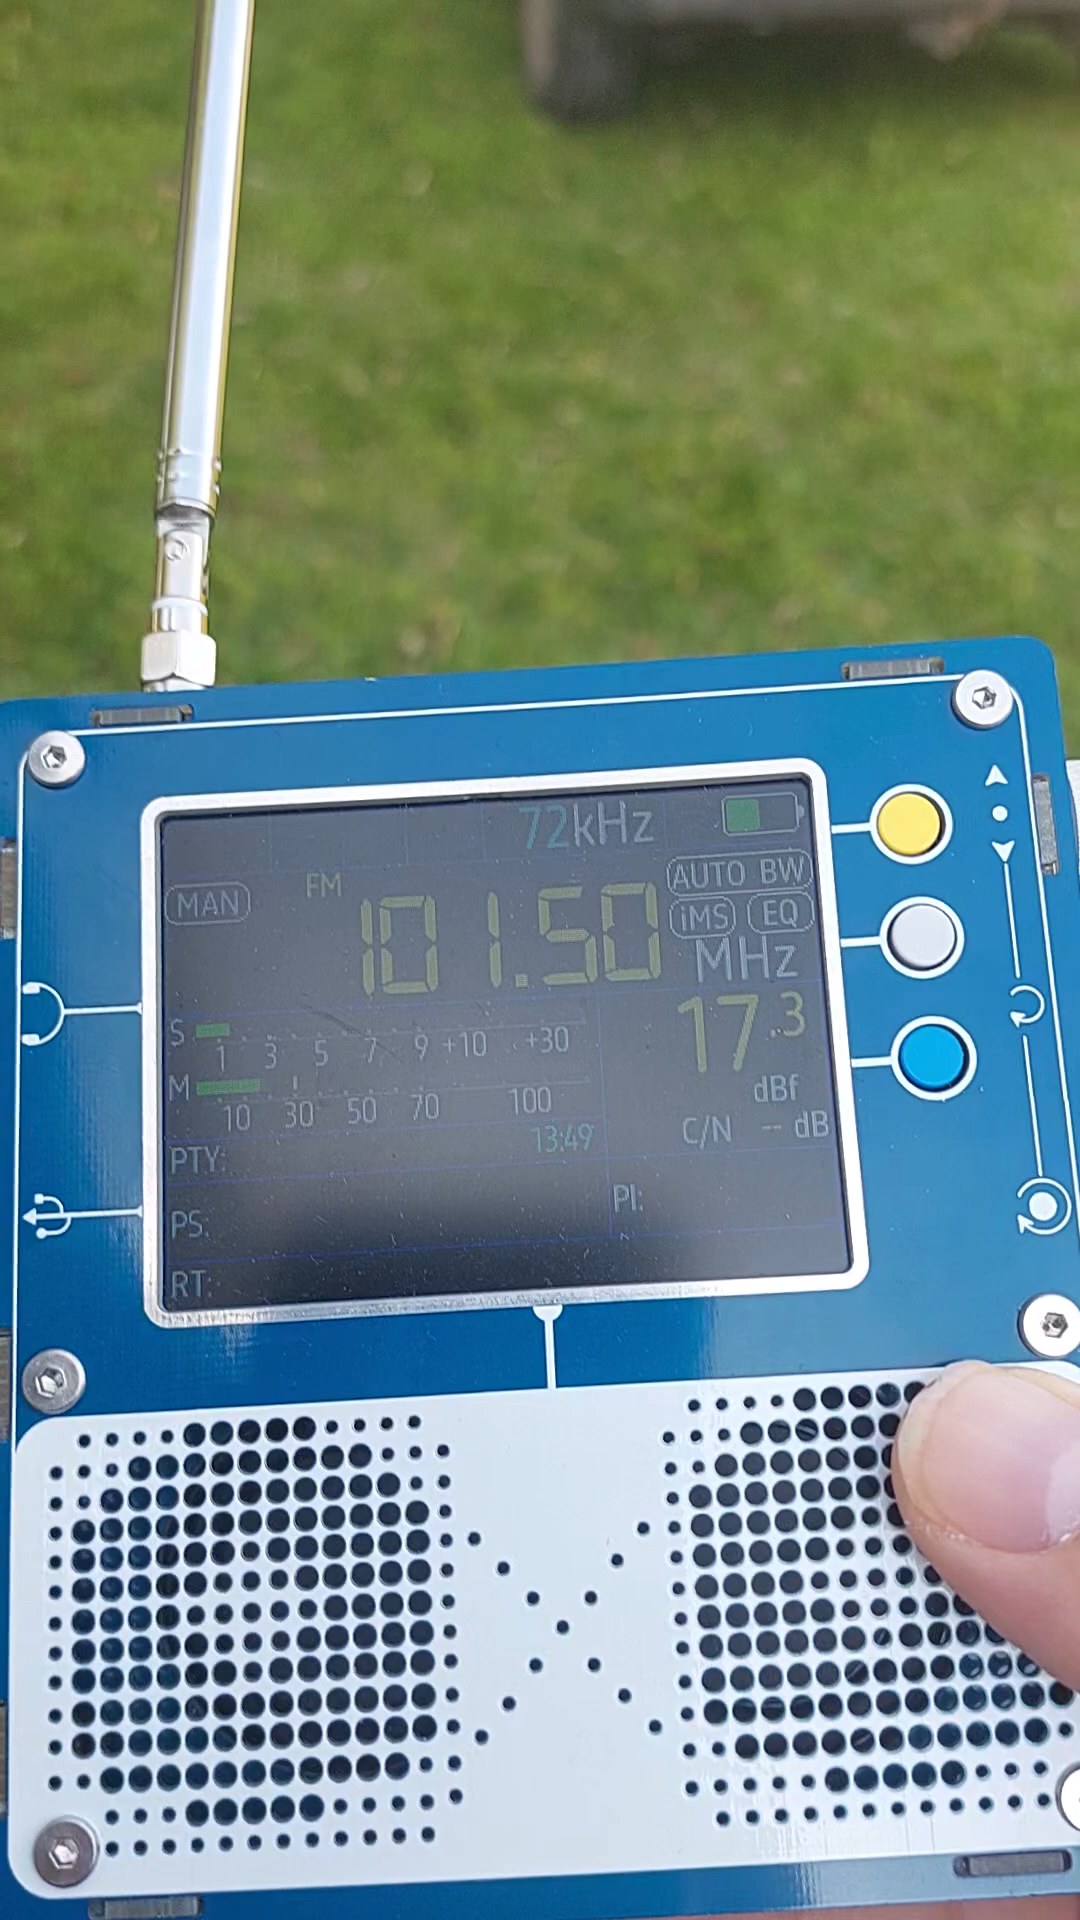 72kHz
FM
AUTO BW
MAN
101.50
iMS EQ
MHz
S
1 3 5 7 9 +10 +30
17.3
M
10 30 50 70 100
dBf
C/N -- dB
PTY:
13:49
PS:
PI:
RT: